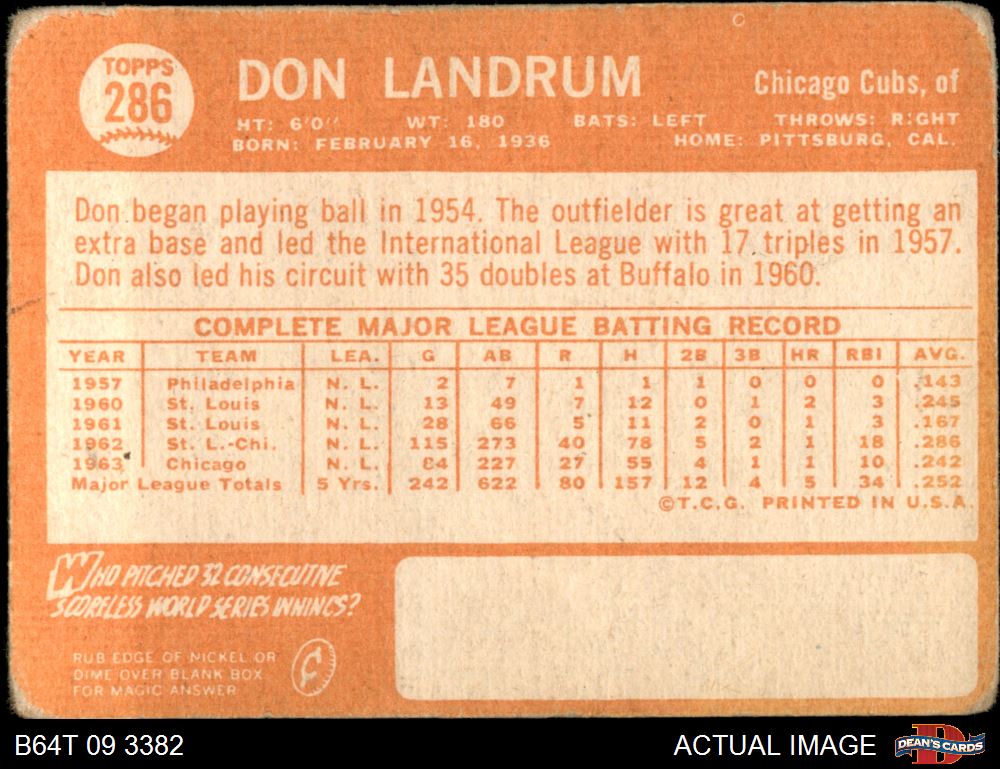 TOPPS
286
DON LANDRUM
Chicago Cubs, of
HT: 6'0" WT: 180 BATS: LEFT THROWS: RIGHT
BORN: FEBRUARY 16, 1936 HOME: PITTSBURG, CAL.
Don began playing ball in 1954. The outfielder is great at getting an
extra base and led the International League with 17 triples in 1957.
Don also led his circuit with 35 doubles at Buffalo in 1960.
COMPLETE MAJOR LEAGUE BATTING RECORD
YEAR TEAM LEA. G AB R H 2B 3B HR RBI AVG.
1957 Philadelphia N. L. 2 7 1 1 1 0 0 0 .143
1960 St. Louis N. L. 13 49 7 12 0 1 2 3 .245
1961 St. Louis N. L. 28 66 5 11 2 0 1 3 .167
1962 St. L.-Chi. N. L. 115 273 40 78 5 2 1 18 .286
1963 Chicago N. L. 84 227 27 55 4 1 1 10 .242
Major League Totals 5 Yrs. 242 622 80 157 12 4 5 34 .252
©T.C.G. PRINTED IN U.S.A.
WHO PITCHED 32 CONSECUTIVE
SCORELESS WORLD SERIES INNINGS?
RUB EDGE OF NICKEL OR
DIME OVER BLANK BOX
FOR MAGIC ANSWER
B64T 09 3382
ACTUAL IMAGE
D
DEAN'S CARDS